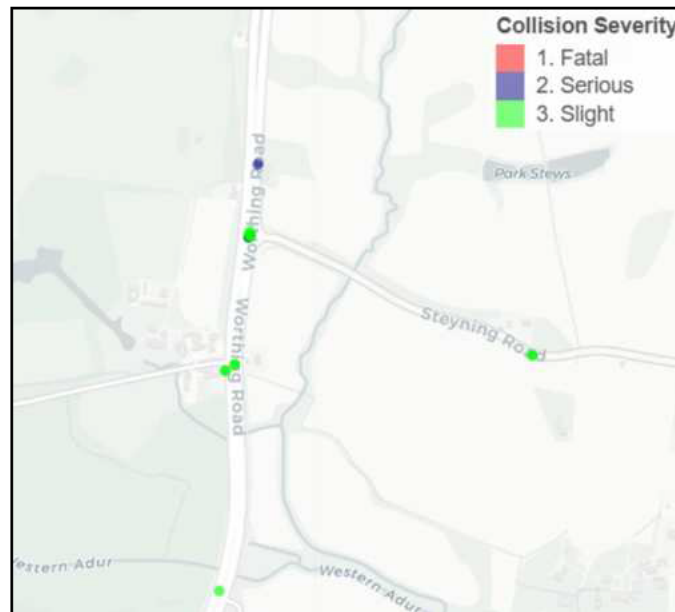 Collision Severity
1. Fatal
2. Serious
3. Slight
Worthing Road
Park Stews
Steyning Road
Worthing Road
Western Adur
Western Adur